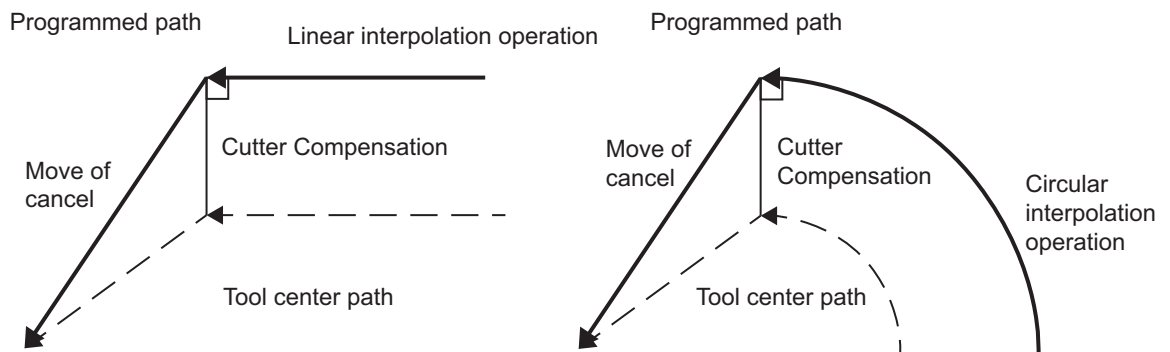 Programmed path
Linear interpolation operation
Cutter Compensation
Move of
cancel
Tool center path
Programmed path
Move of
cancel
Cutter
Compensation
Circular
interpolation
operation
Tool center path